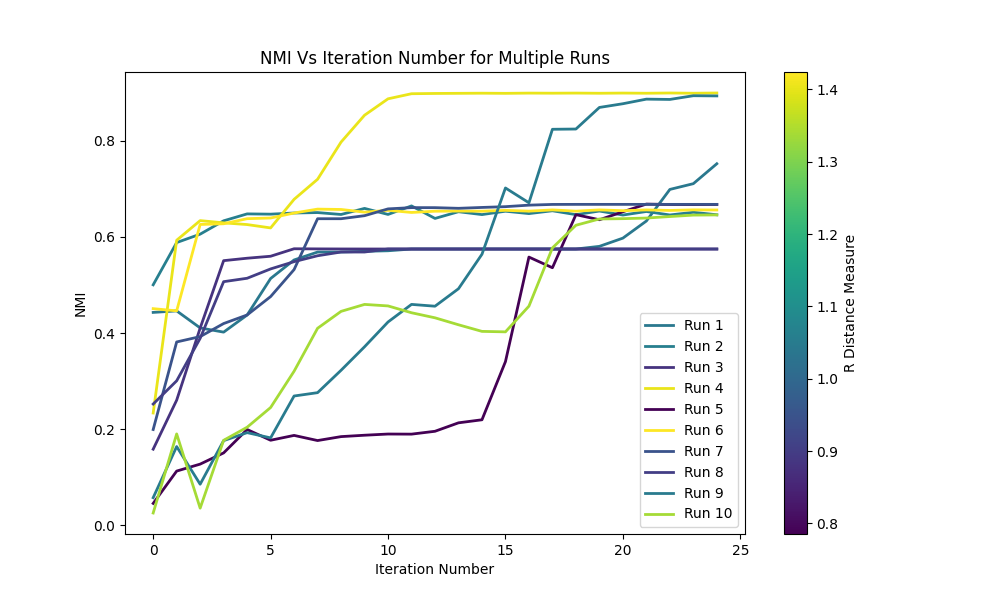 NMI Vs Iteration Number for Multiple Runs
NMI
0.8
0.6
0.4
0.2
0.0
0
5
10
15
20
25
Iteration Number
Run 1
Run 2
Run 3
Run 4
Run 5
Run 6
Run 7
Run 8
Run 9
Run 10
1.4
1.3
1.2
1.1
1.0
0.9
0.8
R Distance Measure